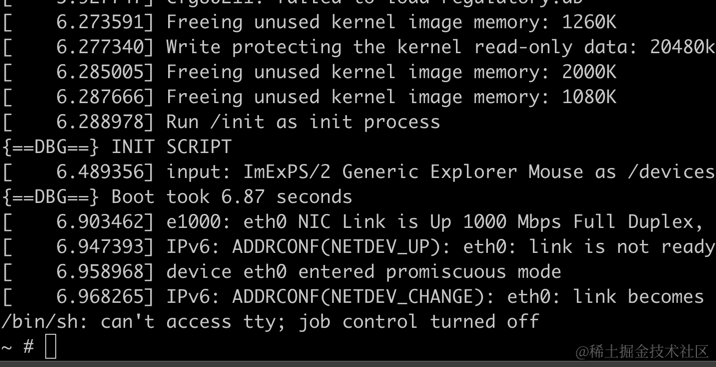 [    6.273591] Freeing unused kernel image memory: 1260K
[    6.277340] Write protecting the kernel read-only data: 20480k
[    6.285005] Freeing unused kernel image memory: 2000K
[    6.287666] Freeing unused kernel image memory: 1080K
[    6.288978] Run /init as init process
{==DBG==} INIT SCRIPT
[    6.489356] input: ImExPS/2 Generic Explorer Mouse as /devices
{==DBG==} Boot took 6.87 seconds
[    6.903462] e1000: eth0 NIC Link is Up 1000 Mbps Full Duplex,
[    6.947393] IPv6: ADDRCONF(NETDEV_UP): eth0: link is not ready
[    6.958968] device eth0 entered promiscuous mode
[    6.968265] IPv6: ADDRCONF(NETDEV_CHANGE): eth0: link becomes
/bin/sh: can't access tty; job control turned off
~ #
@稀土掘金技术社区